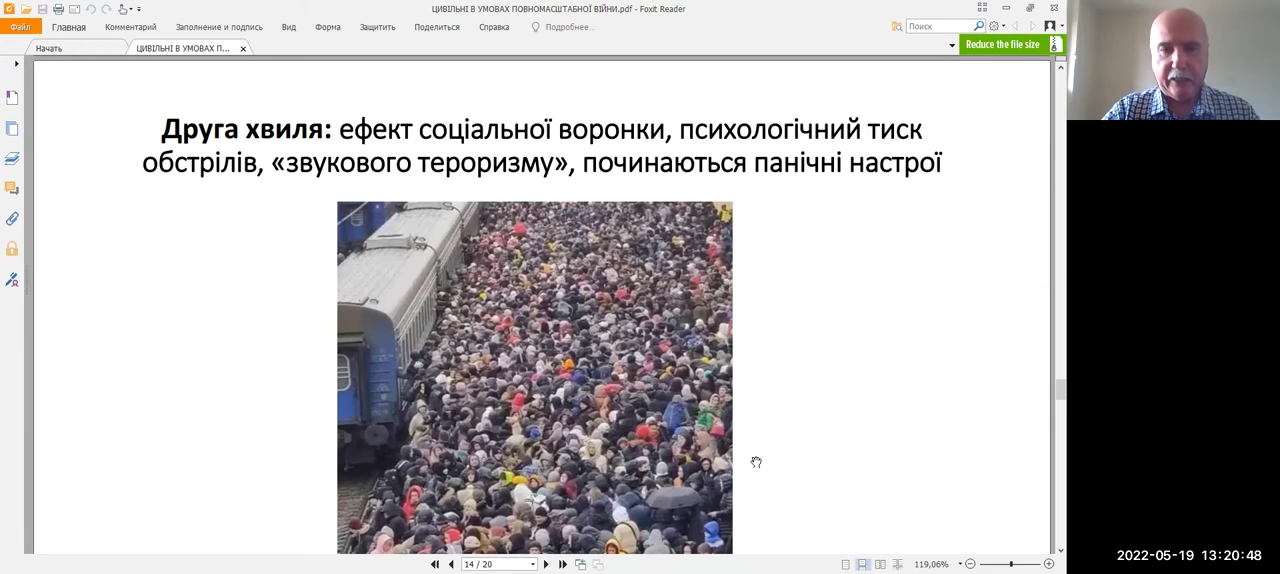 ЦИВІЛЬНІ В УМОВАХ ПОВНОМАСШТАБНОЇ ВІЙНИ.pdf - Foxit Reader
Файл Главная Комментарий Заполнение и подпись Вид Форма Защитить Поделиться Справка Подробнее... Поиск
Начать ЦИВІЛЬНІ В УМОВАХ П... Reduce the file size
Друга хвиля: ефект соціальної воронки, психологічний тиск
обстрілів, «звукового тероризму», починаються панічні настрої
2022-05-19 13:20:48
14 / 20 119,06%